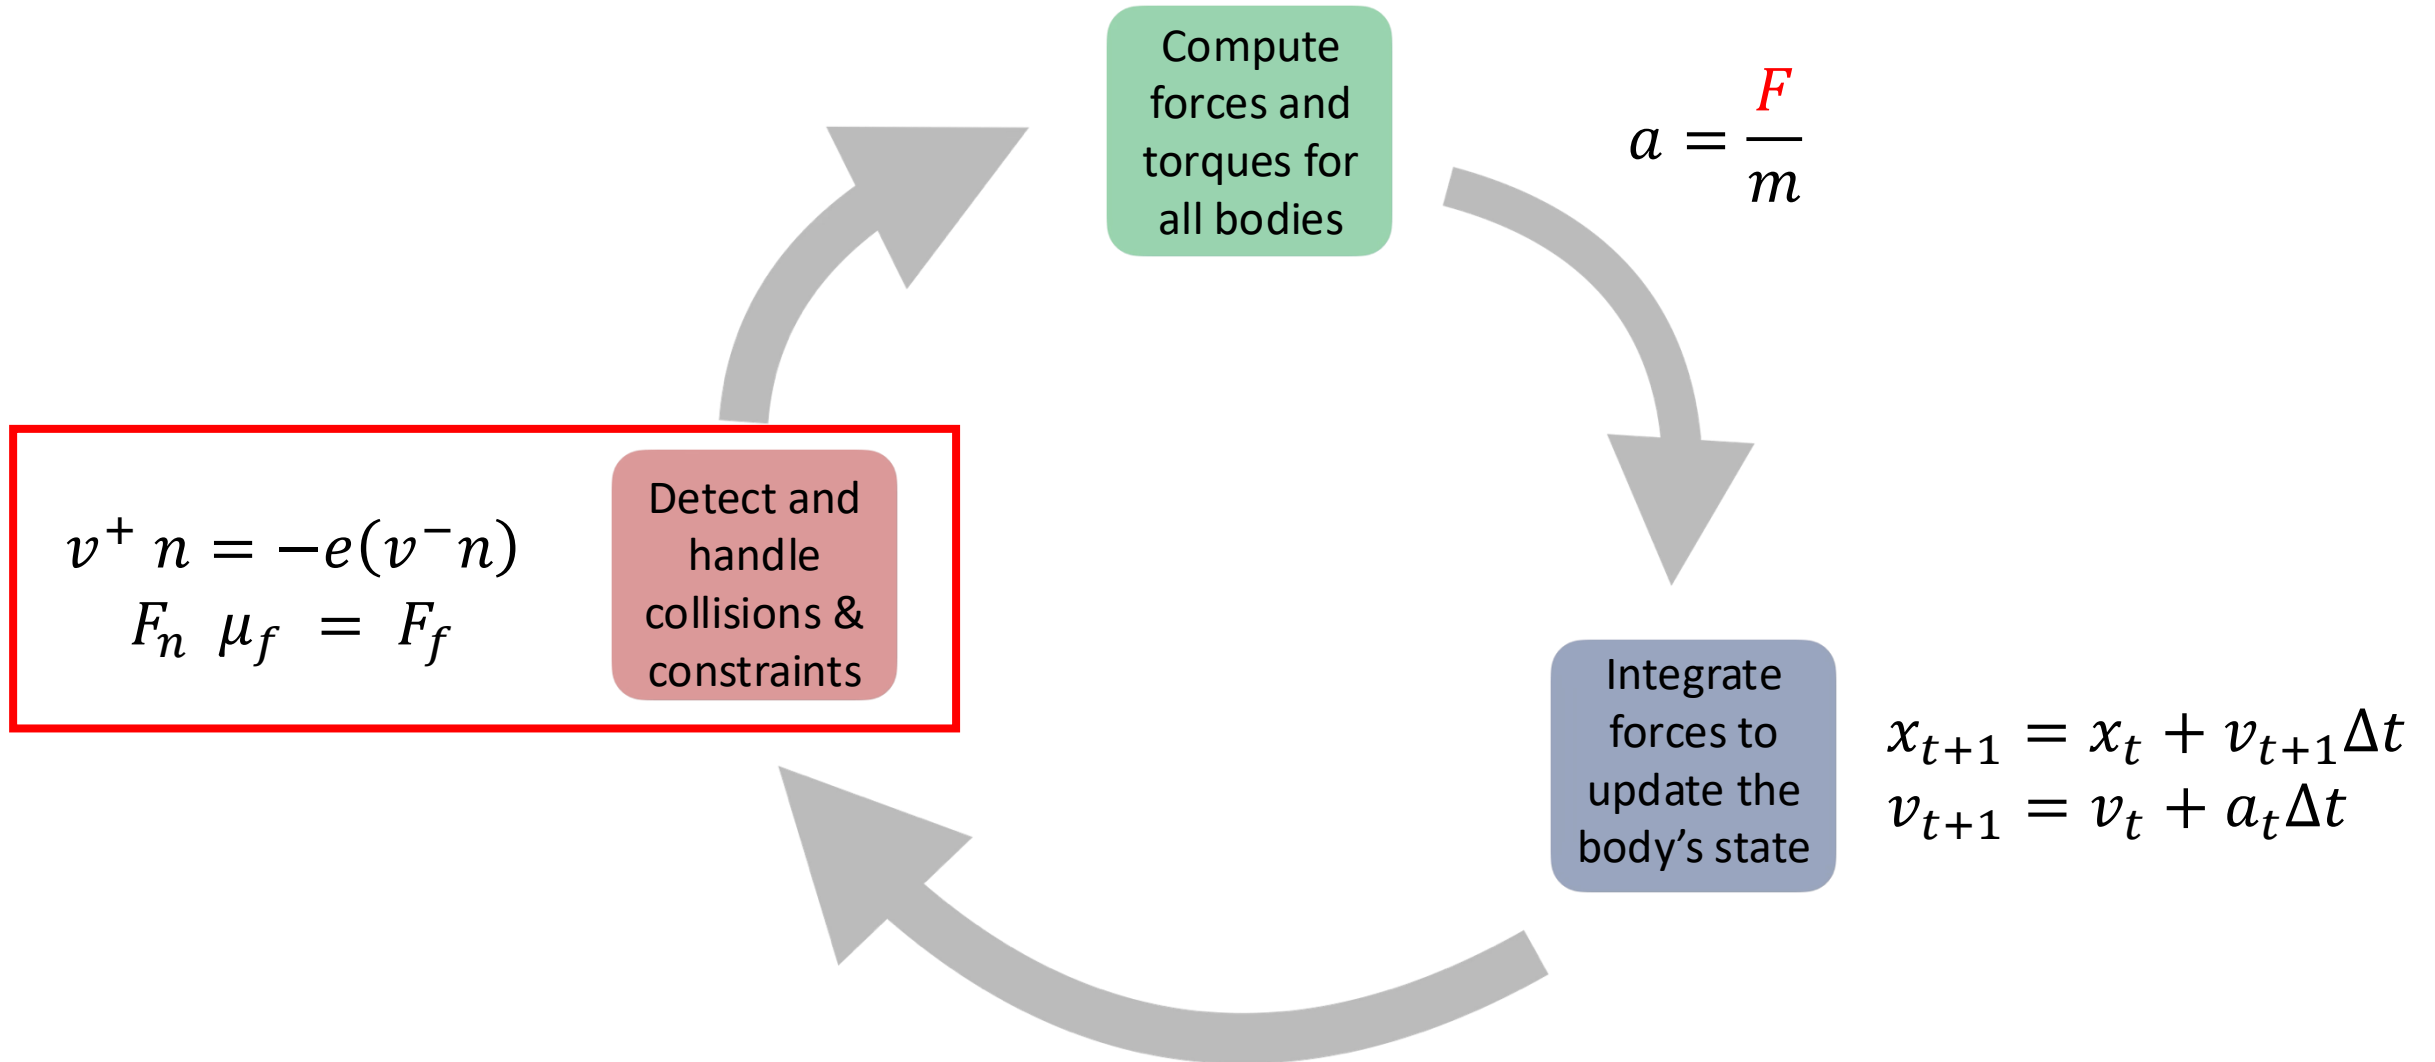 Compute
forces and
torques for
all bodies
a = F/m
Detect and
handle
collisions &
constraints
v⁺ n = −e(v⁻n)
Fₙ μ_f = F_f
Integrate
forces to
update the
body’s state
x_{t+1} = x_t + v_{t+1}Δt
v_{t+1} = v_t + a_tΔt